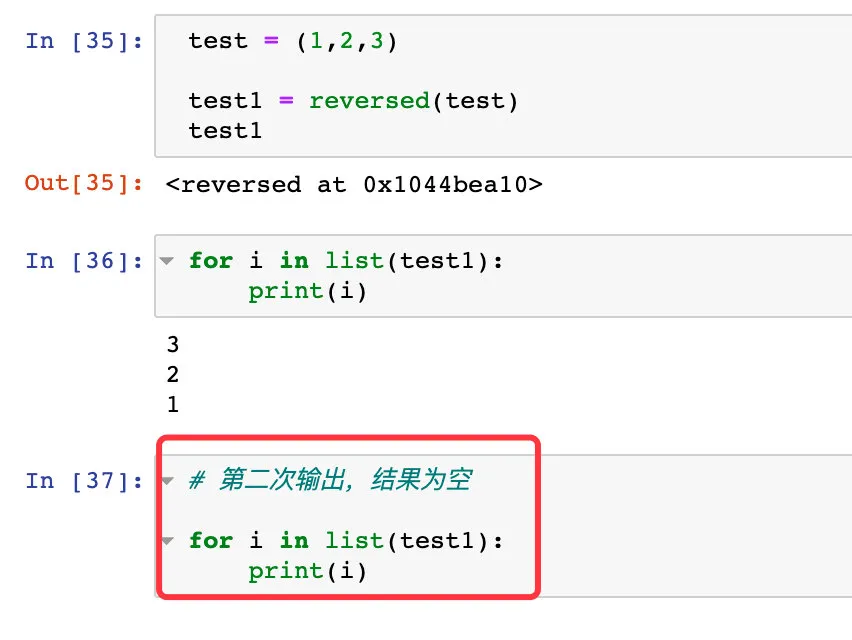 In [35]: test = (1,2,3)
test1 = reversed(test)
test1
Out[35]: <reversed at 0x1044bea10>
In [36]: for i in list(test1):
    print(i)
3
2
1
In [37]: # 第二次输出，结果为空
for i in list(test1):
    print(i)